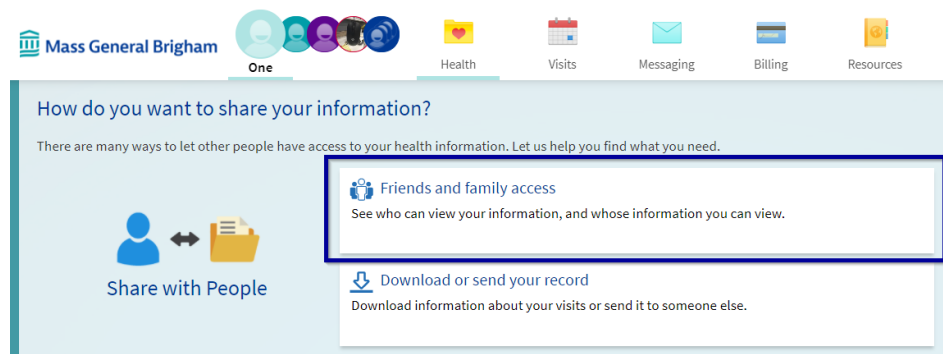 Mass General Brigham
One
Health
Visits
Messaging
Billing
Resources
How do you want to share your information?
There are many ways to let other people have access to your health information. Let us help you find what you need.
Share with People
Friends and family access
See who can view your information, and whose information you can view.
Download or send your record
Download information about your visits or send it to someone else.